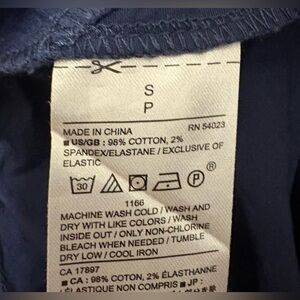 S
P
MADE IN CHINA RN 54023
■ US/GB : 98% COTTON, 2%
SPANDEX/ELASTANE / EXCLUSIVE OF
ELASTIC
30 P ®
1166
MACHINE WASH COLD / WASH AND
DRY WITH LIKE COLORS / WASH
INSIDE OUT / ONLY NON-CHLORINE
BLEACH WHEN NEEDED / TUMBLE
DRY LOW / COOL IRON
CA 17897
■ CA : 98% COTON, 2% ÉLASTHANNE
/ ÉLASTIQUE NON COMPRIS ■ JP :